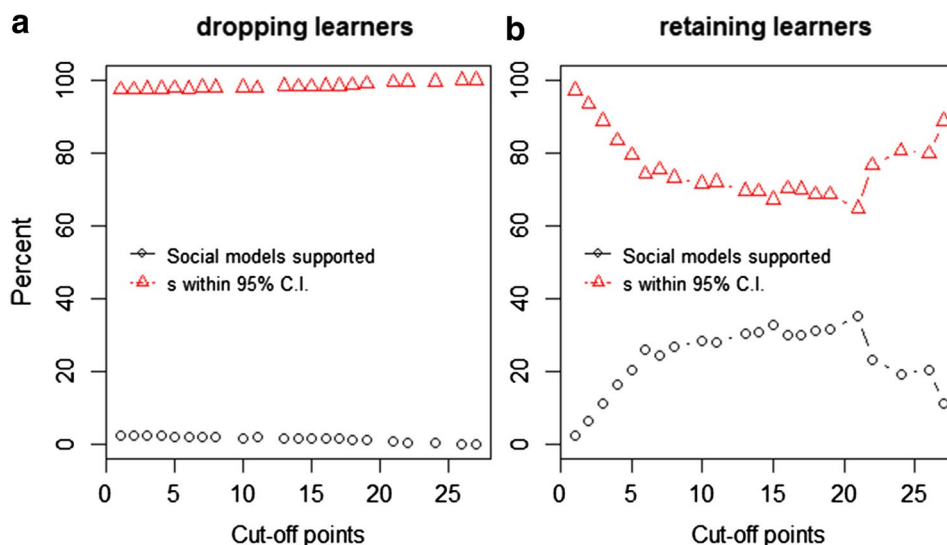 a
dropping learners
Percent
100
80
60
40
20
0
Social models supported
s within 95% C.I.
0 5 10 15 20 25
Cut-off points
b
retaining learners
100
80
60
40
20
0
Social models supported
s within 95% C.I.
0 5 10 15 20 25
Cut-off points